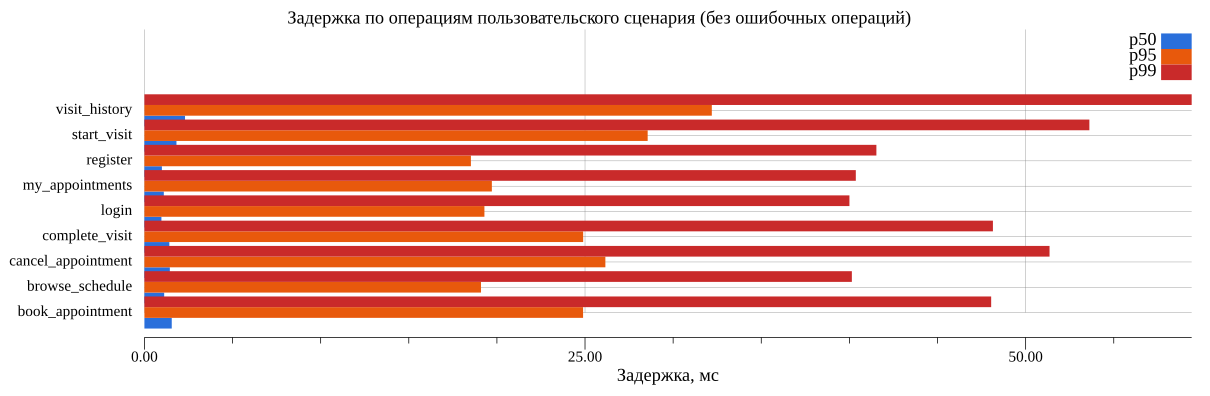 Задержка по операциям пользовательского сценария (без ошибочных операций)
p50
p95
p99
visit_history
start_visit
register
my_appointments
login
complete_visit
cancel_appointment
browse_schedule
book_appointment
0.00 25.00 50.00
Задержка, мс